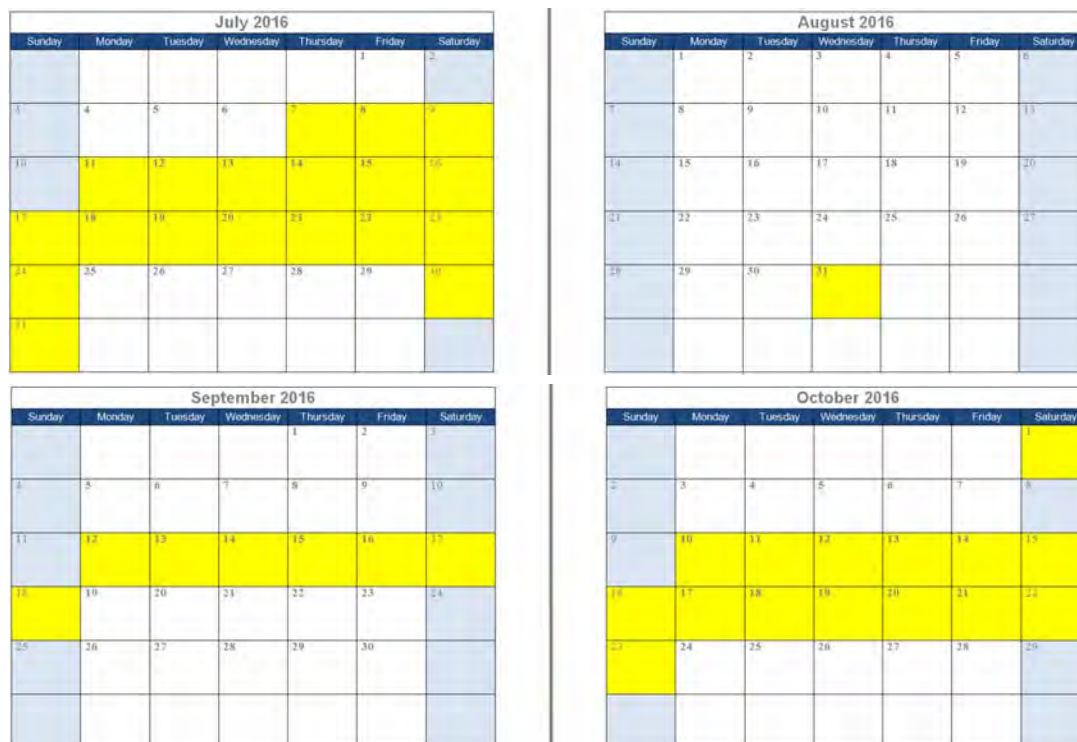 July 2016
Sunday Monday Tuesday Wednesday Thursday Friday Saturday
1 2
3 4 5 6 7 8 9
10 11 12 13 14 15 16
17 18 19 20 21 22 23
24 25 26 27 28 29 30
31
August 2016
Sunday Monday Tuesday Wednesday Thursday Friday Saturday
1 2 3 4 5 6
7 8 9 10 11 12 13
14 15 16 17 18 19 20
21 22 23 24 25 26 27
28 29 30 31
September 2016
Sunday Monday Tuesday Wednesday Thursday Friday Saturday
1 2 3
4 5 6 7 8 9 10
11 12 13 14 15 16 17
18 19 20 21 22 23 24
25 26 27 28 29 30
October 2016
Sunday Monday Tuesday Wednesday Thursday Friday Saturday
1
2 3 4 5 6 7 8
9 10 11 12 13 14 15
16 17 18 19 20 21 22
23 24 25 26 27 28 29